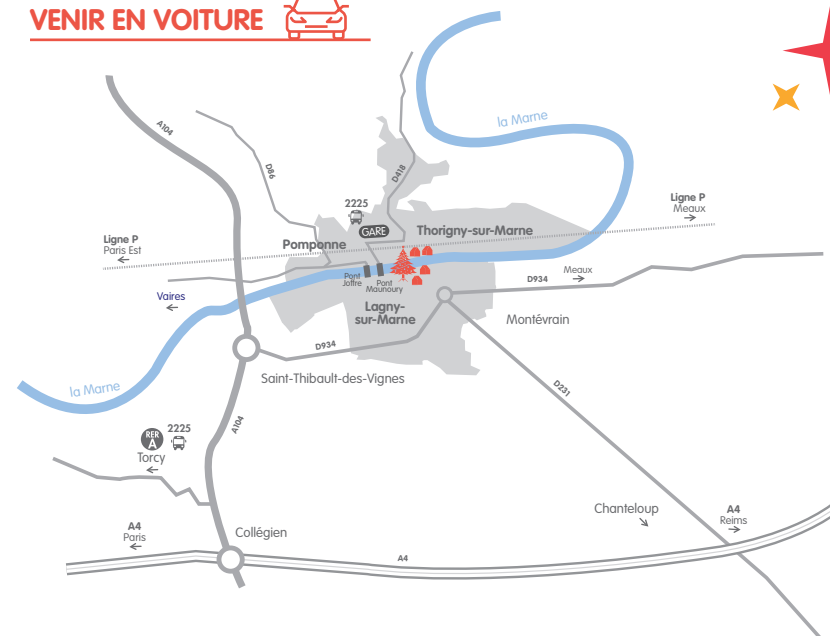 VENIR EN VOITURE
la Marne
A104
D86
D418
2225
GARE
Ligne P
Meaux
Thorigny-sur-Marne
Ligne P
Paris Est
Pomponne
Pont
Joffre
Pont
Maunoury
Meaux
D934
Vaires
Lagny-
sur-Marne
Montévrain
D934
Saint-Thibault-des-Vignes
la Marne
D231
A104
RER
A
2225
Torcy
Chanteloup
A4
Reims
A4
Paris
Collégien
A4